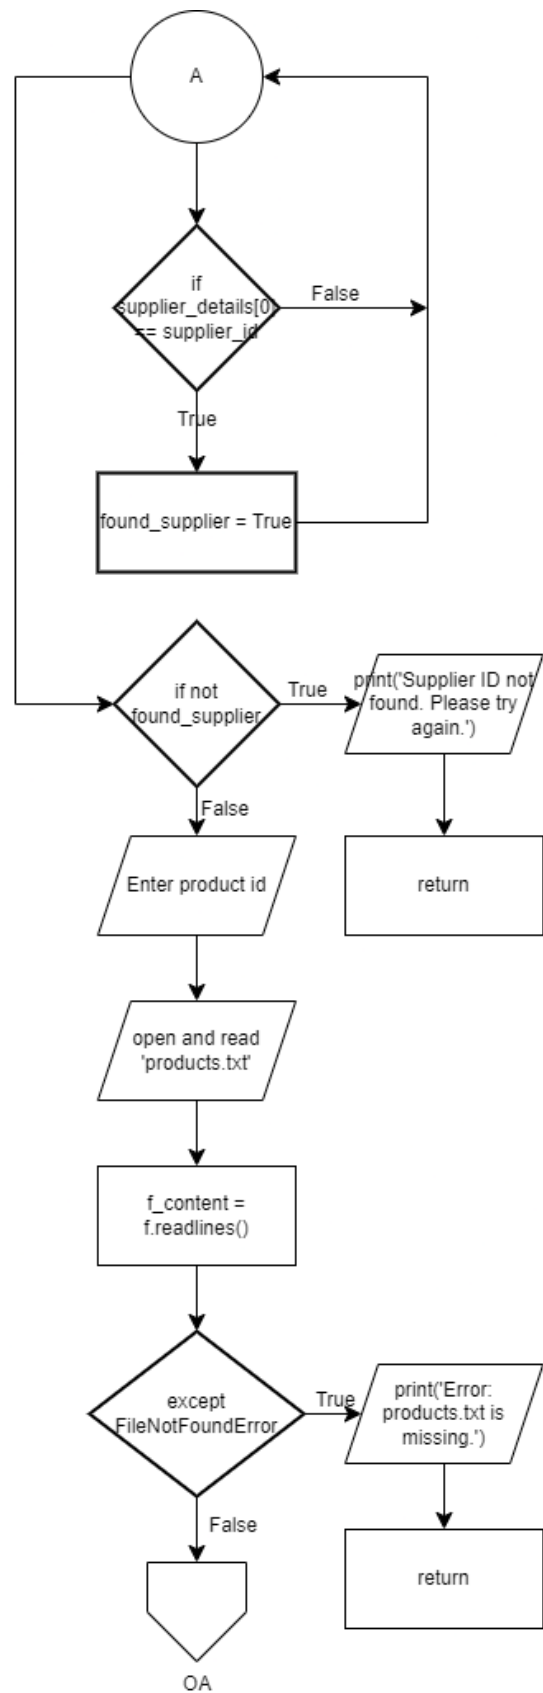 A
if
supplier_details[0]
== supplier_id
False
True
found_supplier = True
if not
found_supplier
True
print('Supplier ID not
found. Please try
again.')
False
Enter product id
return
open and read
'products.txt'
f_content =
f.readlines()
except
FileNotFoundError
True
print('Error:
products.txt is
missing.')
False
return
OA